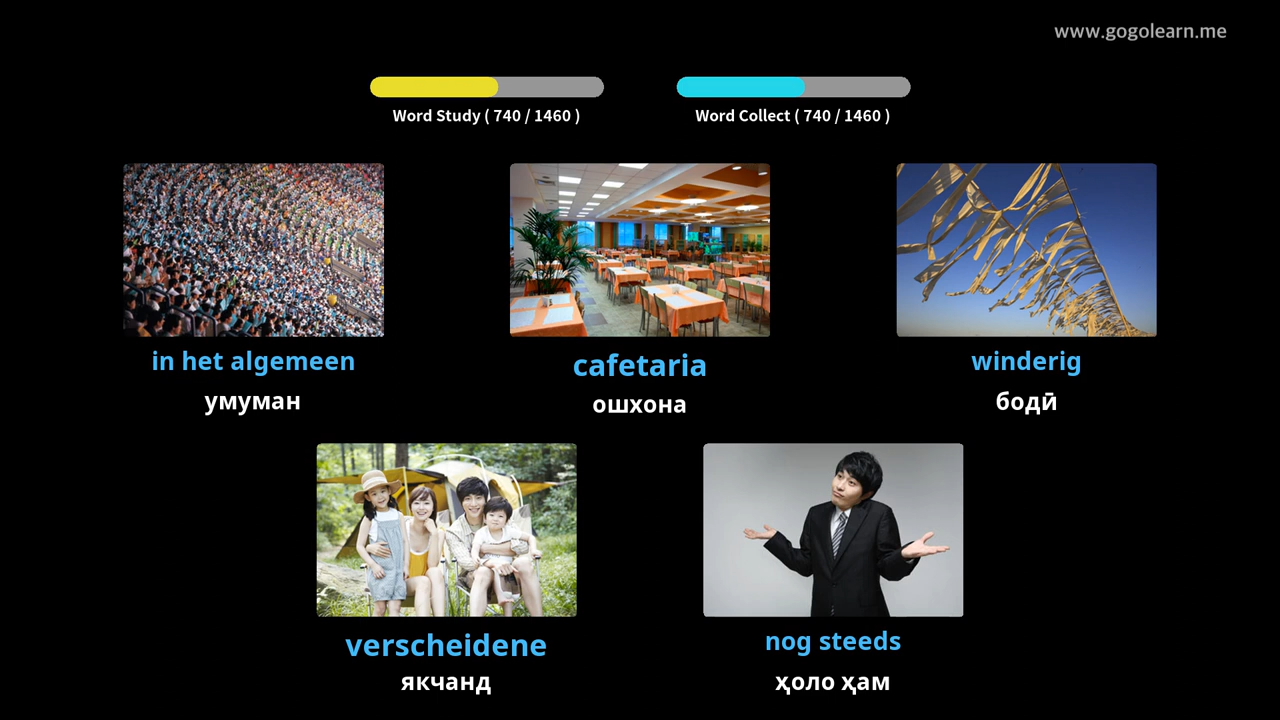 www.gogolearn.me
Word Study ( 740 / 1460 )
Word Collect ( 740 / 1460 )
in het algemeen
умуман
cafetaria
ошхона
winderig
бодӣ
verscheidene
якчанд
nog steeds
ҳоло ҳам